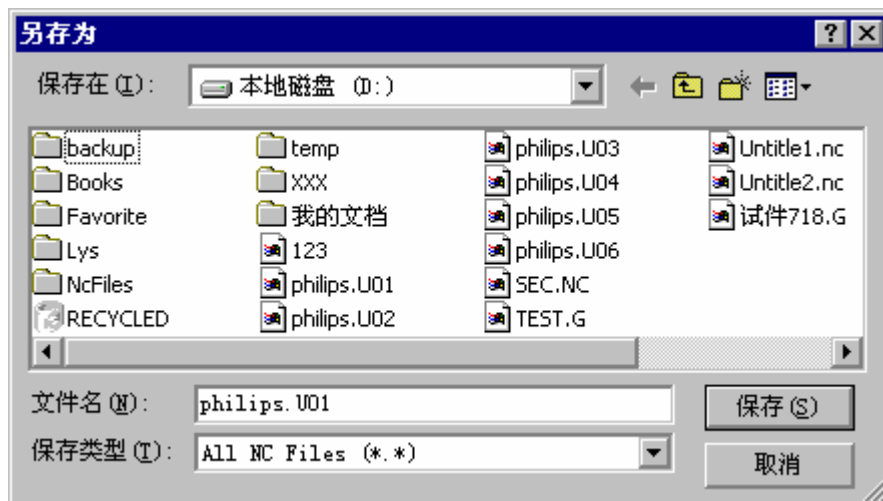 另存为
保存在(I): 本地磁盘 (D:)
backup temp philips.U03 Untitle1.nc
Books XXX philips.U04 Untitle2.nc
Favorite 我的文档 philips.U05 试件718.G
Lys 123 philips.U06
NcFiles philips.U01 SEC.NC
RECYCLED philips.U02 TEST.G
文件名(N): philips.U01 保存(S)
保存类型(T): All NC Files (*.*) 取消